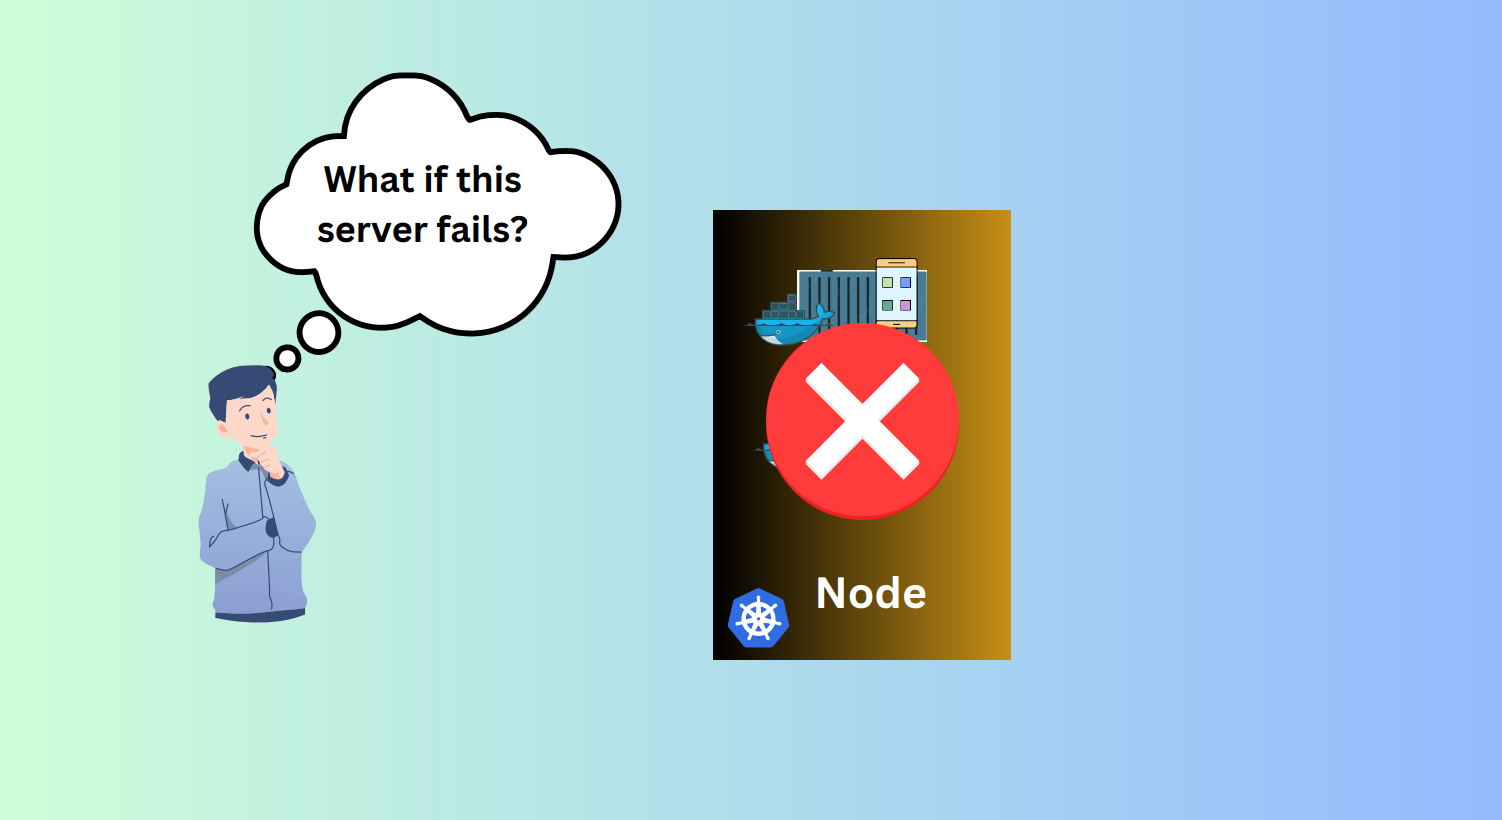 What if this
server fails?
Node